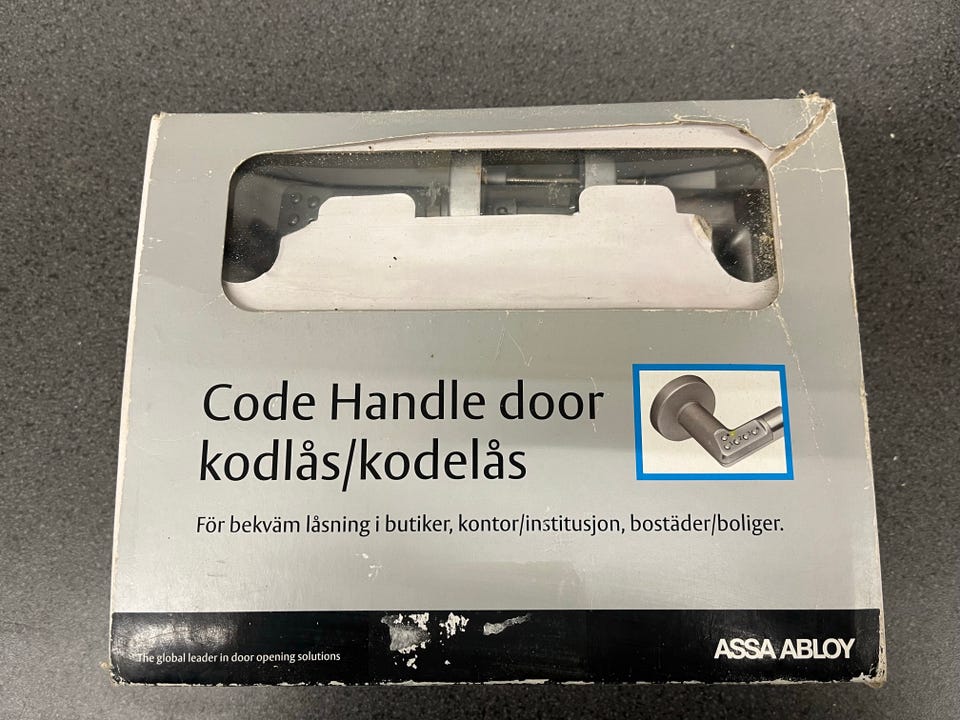 Code Handle door
kodlås/kodelås
För bekväm låsning i butiker, kontor/institusjon, bostäder/boliger.
The global leader in door opening solutions
ASSA ABLOY